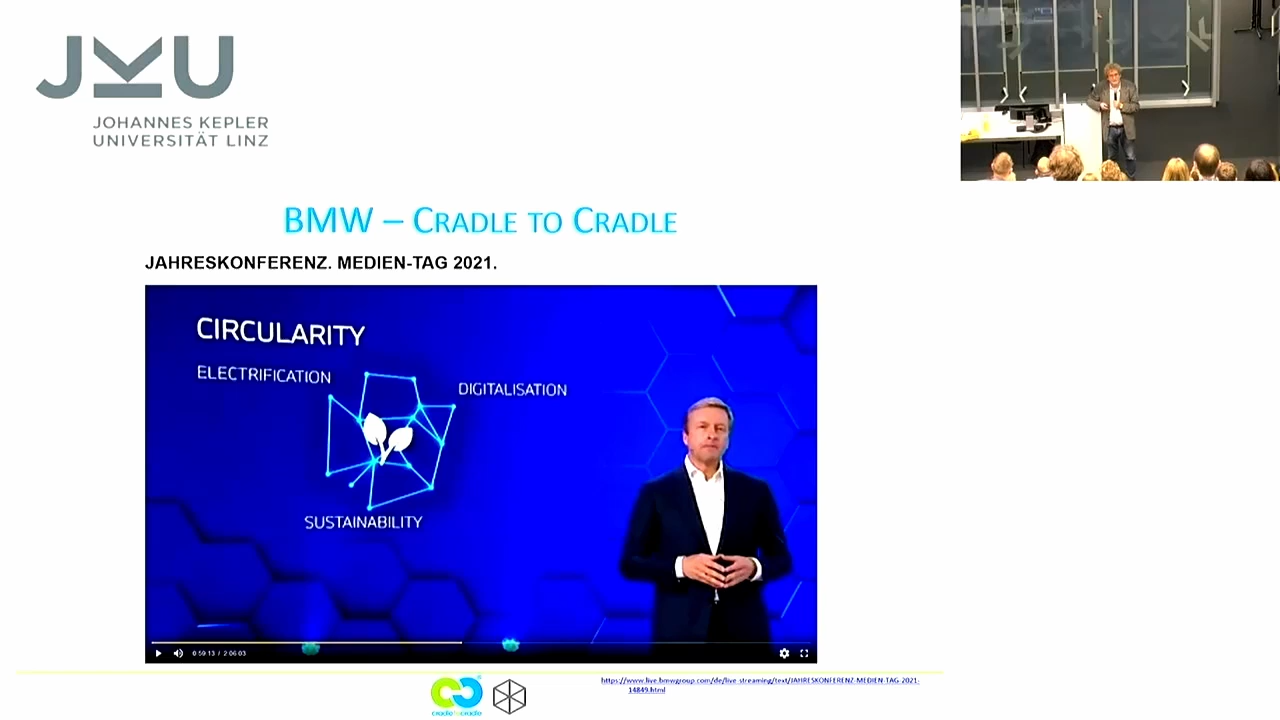 JKU
JOHANNES KEPLER
UNIVERSITÄT LINZ
BMW – CRADLE TO CRADLE
JAHRESKONFERENZ. MEDIEN-TAG 2021.
CIRCULARITY
ELECTRIFICATION
DIGITALISATION
SUSTAINABILITY
0:59:13 / 2:06:03
cradle to cradle
https://www.live.bmwgroup.com/de/live-streaming/text/JAHRESKONFERENZ-MEDIEN-TAG-2021-
14849.html